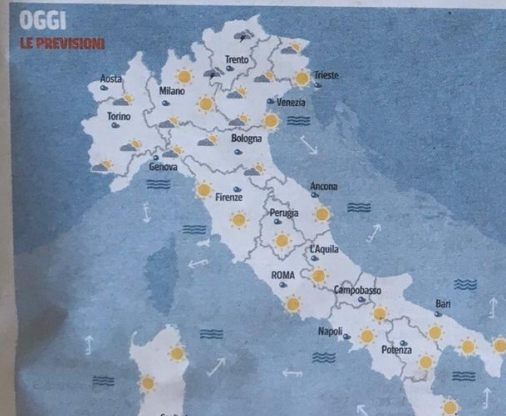 OGGI
LE PREVISIONI
Trento
Aosta
Milano
Trieste
Venezia
Torino
Bologna
Genova
Firenze
Ancona
Perugia
L'Aquila
ROMA
Campobasso
Bari
Napoli
Potenza